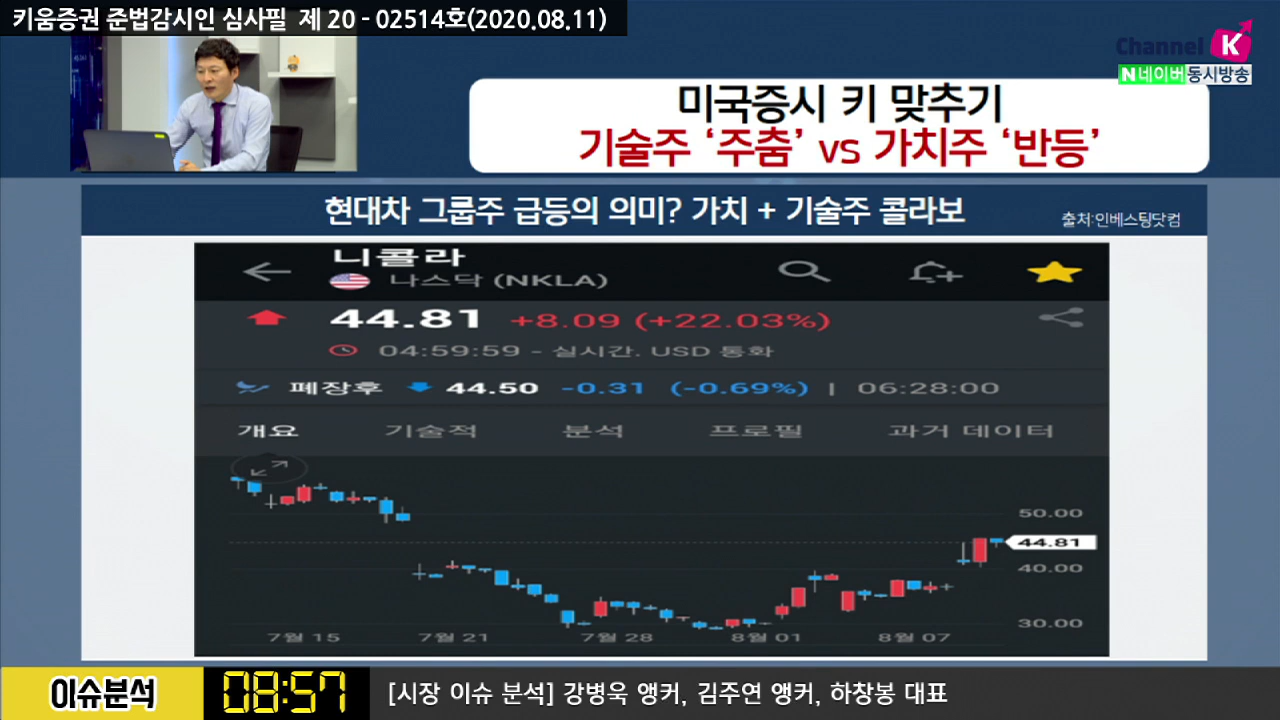 키움증권 준법감시인 심사필 제 20 - 02514호(2020.08.11)
Channel K
N네이버 동시방송
미국증시 키 맞추기
기술주 ‘주춤’ vs 가치주 ‘반등’
현대차 그룹주 급등의 의미? 가치 + 기술주 콜라보
출처:인베스팅닷컴
니콜라
나스닥 (NKLA)
44.81 +8.09 (+22.03%)
04:59:59 - 실시간. USD 통화
폐장후 44.50 -0.31 (-0.69%) | 06:28:00
개요 기술적 분석 프로필 과거 데이터
50.00
44.81
40.00
30.00
7월 15 7월 21 7월 28 8월 01 8월 07
이슈분석 08:57 [시장 이슈 분석] 강병욱 앵커, 김주연 앵커, 하창봉 대표